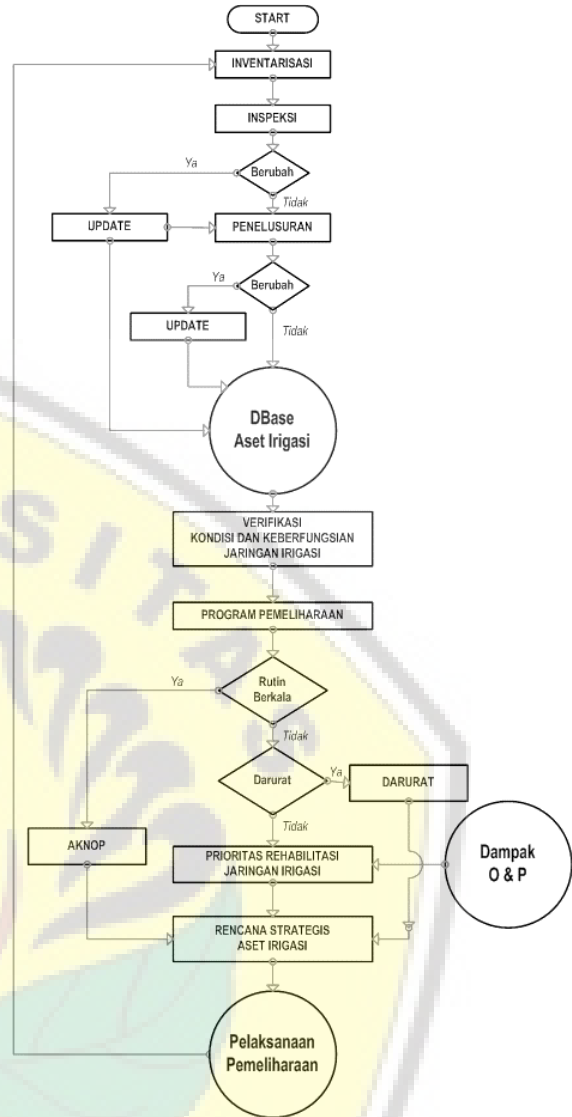 START
INVENTARISASI
INSPEKSI
Ya
Berubah
Tidak
UPDATE
PENELUSURAN
Ya
Berubah
UPDATE
Tidak
DBase
Aset Irigasi
VERIFIKASI
KONDISI DAN KEBERFUNGSIAN
JARINGAN IRIGASI
PROGRAM PEMELIHARAAN
Ya
Rutin
Berkala
Tidak
Darurat
Ya
DARURAT
Tidak
AKNOP
PRIORITAS REHABILITASI
JARINGAN IRIGASI
Dampak
O & P
RENCANA STRATEGIS
ASET IRIGASI
Pelaksanaan
Pemeliharaan
SITAS